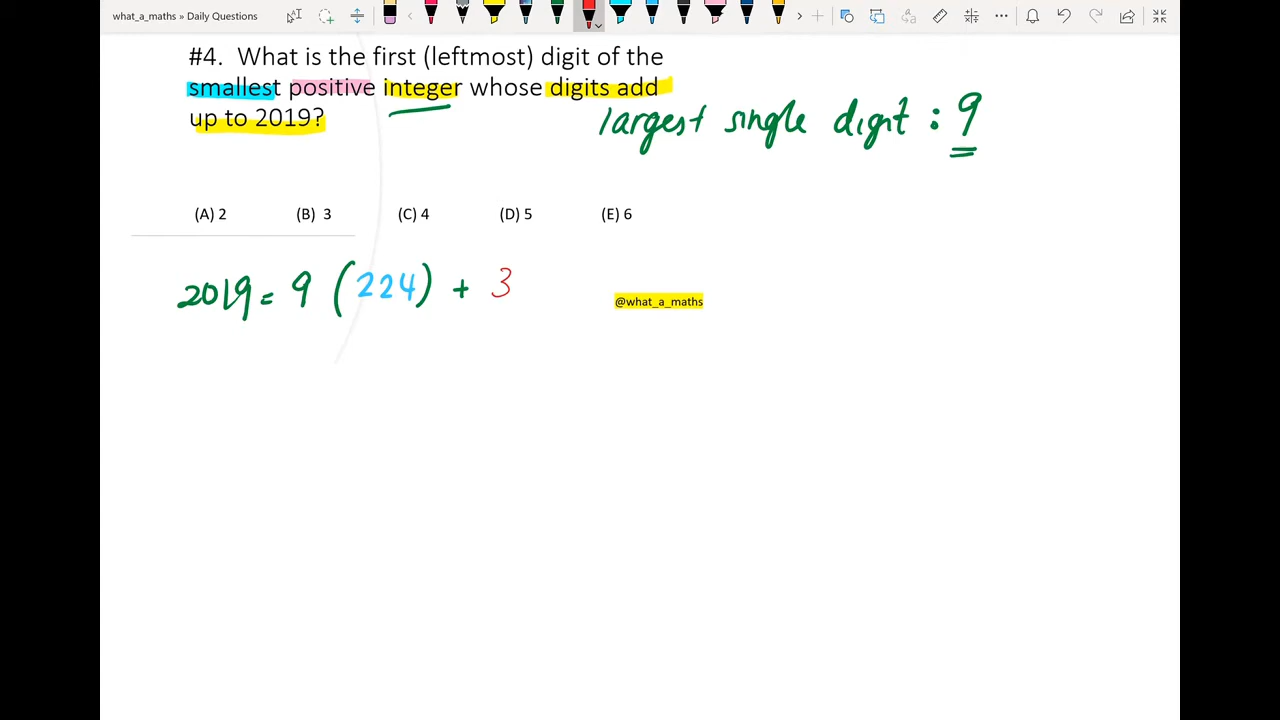 what_a_maths » Daily Questions
#4. What is the first (leftmost) digit of the
smallest positive integer whose digits add
up to 2019?
largest single digit : 9
(A) 2 (B) 3 (C) 4 (D) 5 (E) 6
2019 = 9 (224) + 3
@what_a_maths